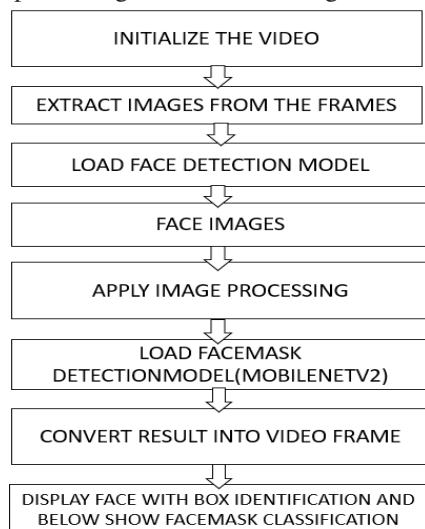 INITIALIZE THE VIDEO
EXTRACT IMAGES FROM THE FRAMES
LOAD FACE DETECTION MODEL
FACE IMAGES
APPLY IMAGE PROCESSING
LOAD FACEMASK
DETECTIONMODEL(MOBILENETV2)
CONVERT RESULT INTO VIDEO FRAME
DISPLAY FACE WITH BOX IDENTIFICATION AND
BELOW SHOW FACEMASK CLASSIFICATION